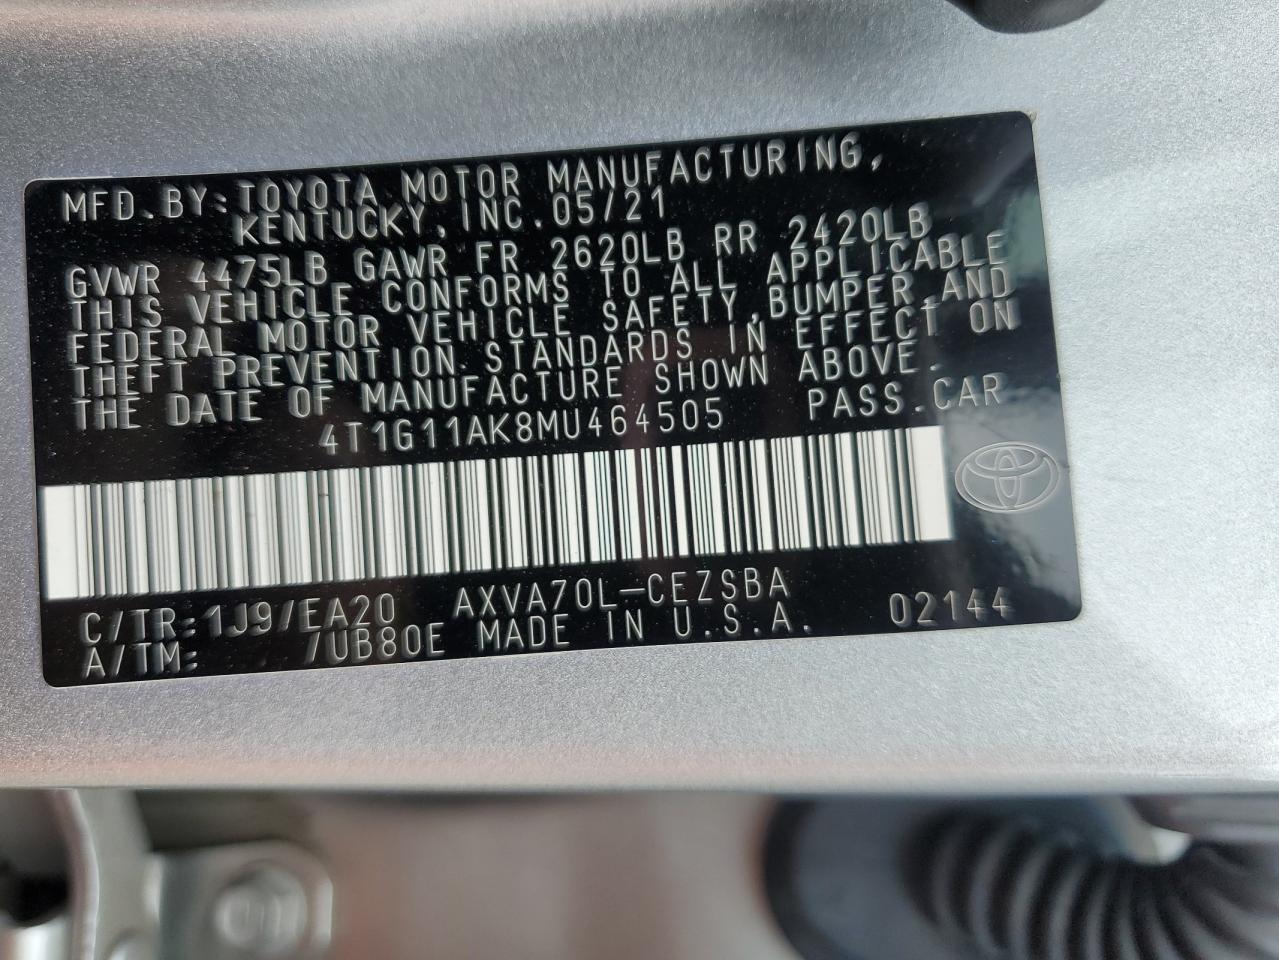 MFD.BY:TOYOTA MOTOR MANUFACTURING,
KENTUCKY,INC.05/21
GVWR 4475LB GAWR FR 2620LB RR 2420LB
THIS VEHICLE CONFORMS TO ALL APPLICABLE
FEDERAL MOTOR VEHICLE SAFETY,BUMPER,AND
THEFT PREVENTION STANDARDS IN EFFECT ON
THE DATE OF MANUFACTURE SHOWN ABOVE.
4T1G11AK8MU464505 PASS.CAR
C/TR:1J9/EA20 AXVA70L-CEZSBA
A/TM: /UB80E MADE IN U.S.A. 02144